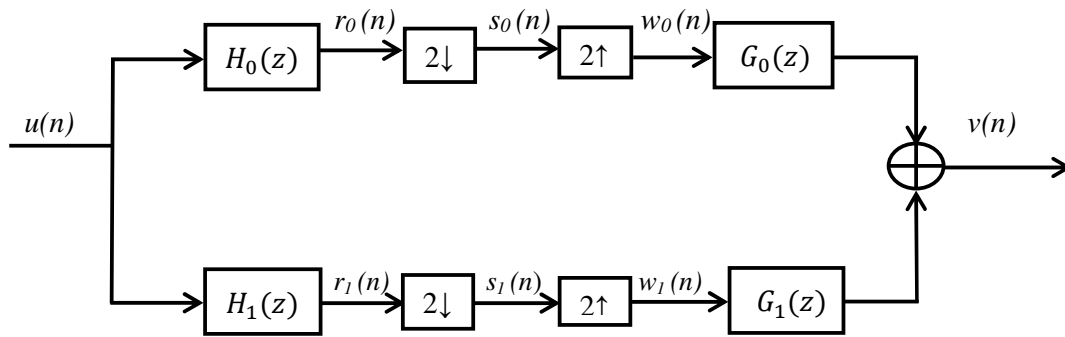 r₀(n) s₀(n) w₀(n)
H₀(z) 2↓ 2↑ G₀(z)
u(n) v(n)
r₁(n) s₁(n) w₁(n)
H₁(z) 2↓ 2↑ G₁(z)